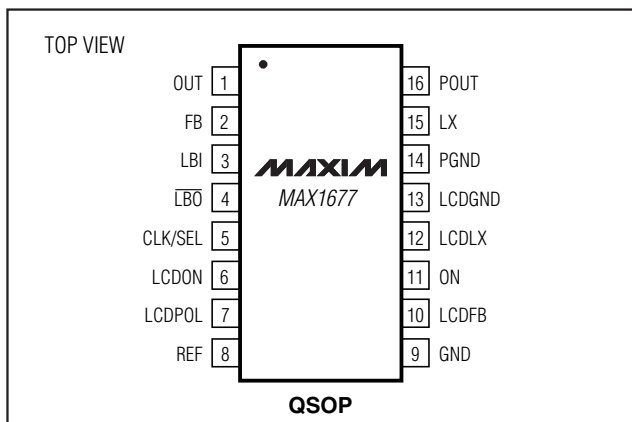 TOP VIEW
OUT 1
FB 2
LBI 3
L̅B̅O̅ 4
CLK/SEL 5
LCDON 6
LCDPOL 7
REF 8
MAXIM
MAX1677
16 POUT
15 LX
14 PGND
13 LCDGND
12 LCDLX
11 ON
10 LCDFB
9 GND
QSOP